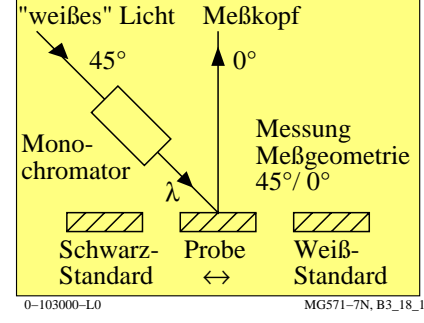 "weißes" Licht Meßkopf
45° 0°
Mono-
chromator
Messung
Meßgeometrie
45°/ 0°
λ
Schwarz- Probe Weiß-
Standard ↔ Standard
0–103000–L0 MG571–7N, B3_18_1